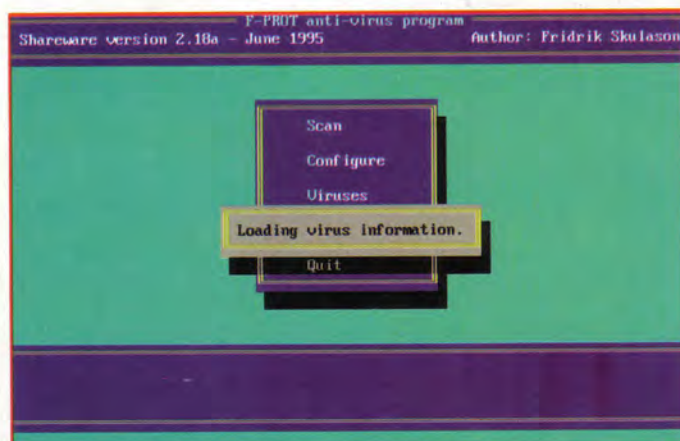 F-PROT anti-virus program
Shareware version 2.18a - June 1995 Author: Fridrik Skulason
Scan
Configure
Viruses
Loading virus information.
Quit